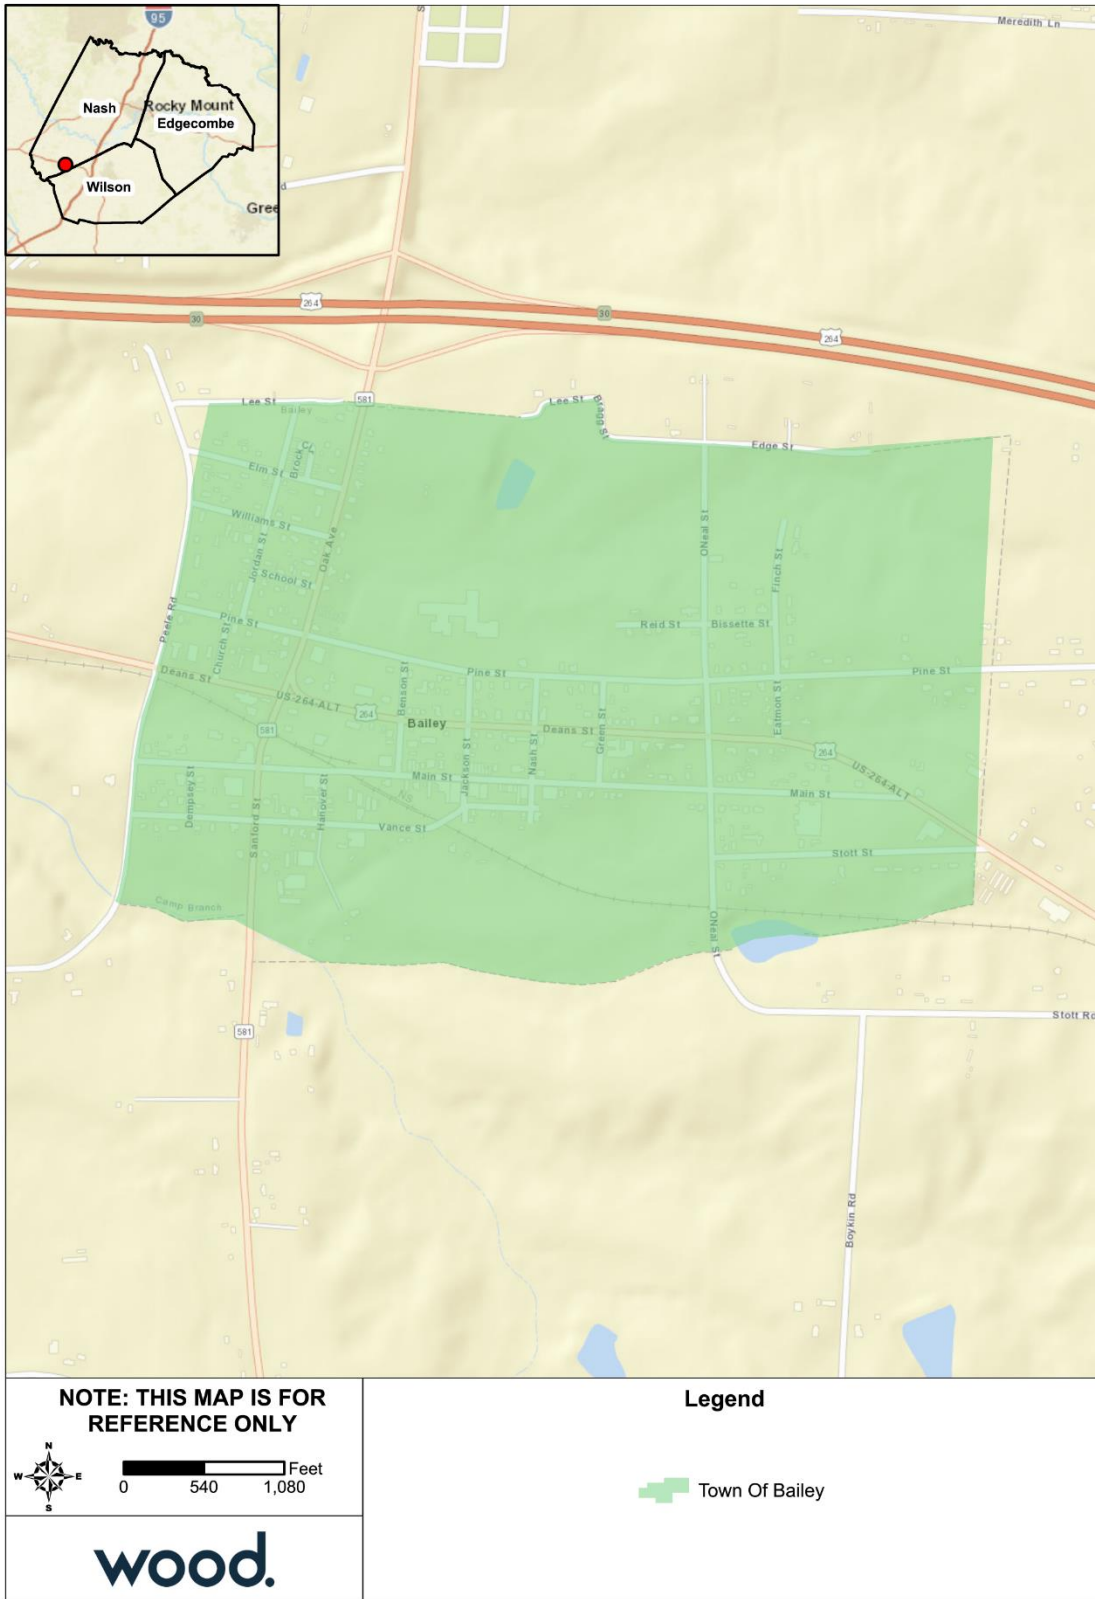 95
Nash
Rocky Mount
Edgecombe
Wilson
Gree
d
S
Meredith Ln
264
30
30
264
Lee St
Bailey
581
Lee St
Bragg St
Edge St
Elm St
Brock Ct
Williams St
Jordan St
Oak Ave
School St
ONeal St
Finch St
Peele Rd
Pine St
Church St
Reid St
Bissette St
Deans St
US-264-ALT
Benson St
Pine St
Pine St
264
Bailey
581
Deans St
Green St
Eatmon St
264
US-264-ALT
Jackson St
Nash St
Main St
Main St
NS
Dempsey St
Hanover St
Sanford St
Vance St
Stott St
Camp Branch
ONeal St
581
Stott Rd
Boykin Rd
NOTE: THIS MAP IS FOR
REFERENCE ONLY
N
W E
S
Feet
0 540 1,080
wood.
Legend
Town Of Bailey